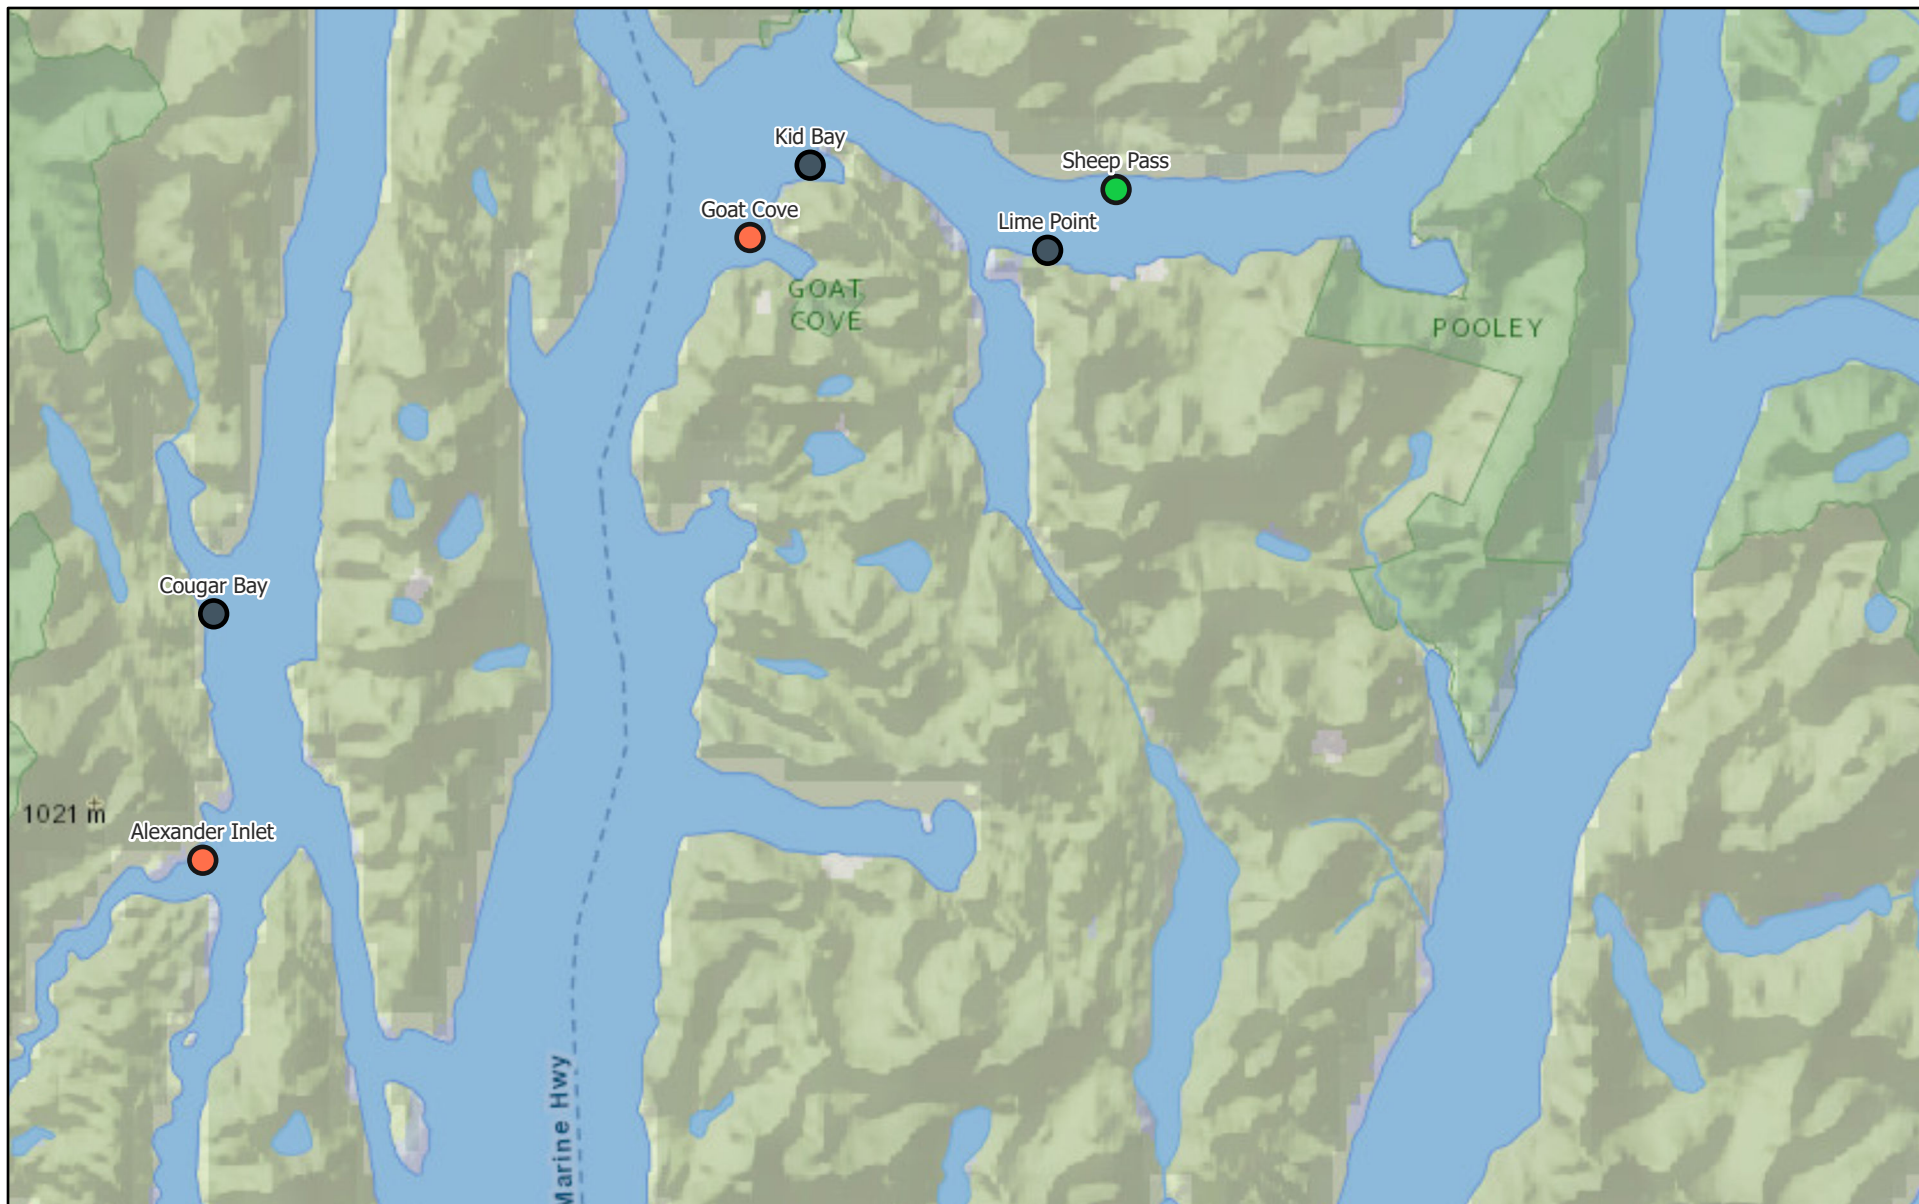 Kid Bay
Sheep Pass
Goat Cove
Lime Point
GOAT
COVE
POOLEY
Cougar Bay
1021 m
Alexander Inlet
Marine Hwy